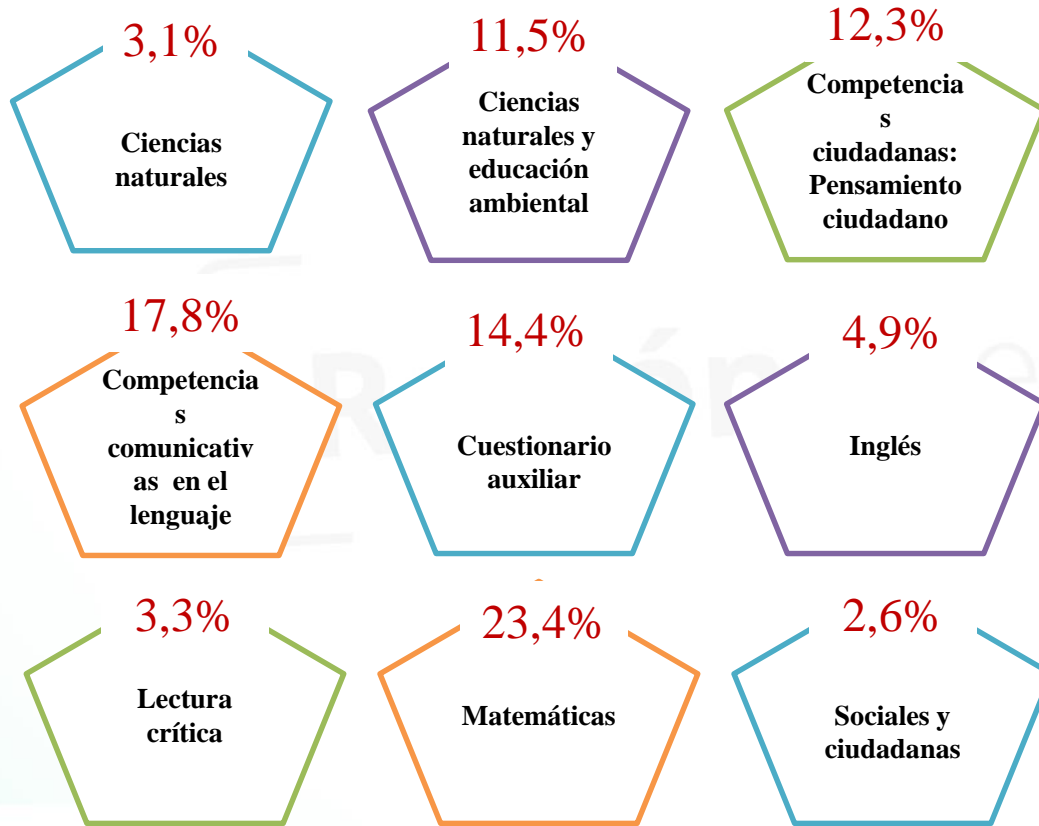 3,1%
Ciencias
naturales
11,5%
Ciencias
naturales y
educación
ambiental
12,3%
Competencia
s
ciudadanas:
Pensamiento
ciudadano
17,8%
Competencia
s
comunicativ
as en el
lenguaje
14,4%
Cuestionario
auxiliar
4,9%
Inglés
3,3%
Lectura
crítica
23,4%
Matemáticas
2,6%
Sociales y
ciudadanas